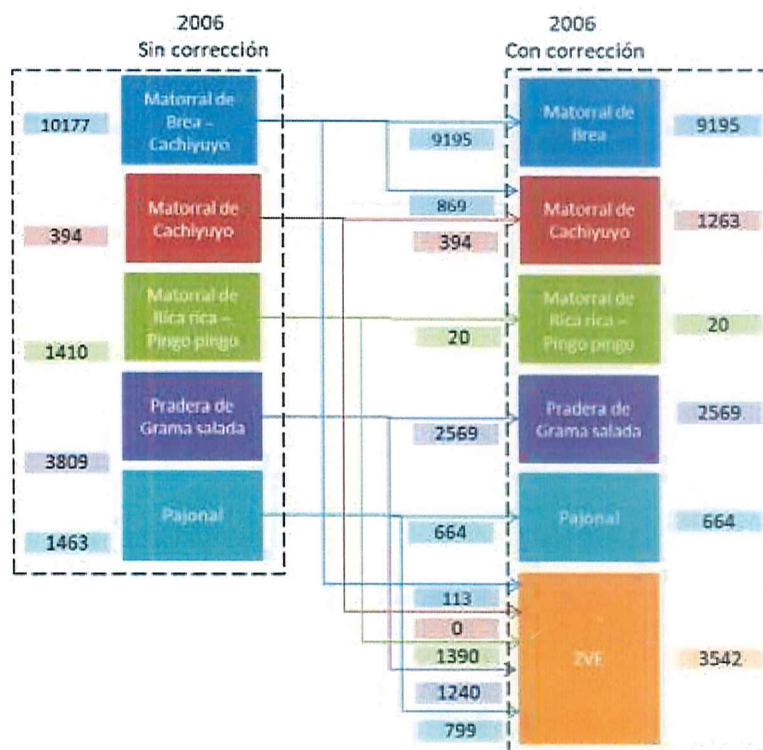 2006
Sin corrección
2006
Con corrección
10177
Matorral de
Brea –
Cachiyuyo
9195
Matorral de
Brea
9195
394
Matorral de
Cachiyuyo
869
394
Matorral de
Cachiyuyo
1263
1410
Matorral de
Rica rica –
Pingo pingo
20
Matorral de
Rica rica –
Pingo pingo
20
3809
Pradera de
Grama salada
2569
Pradera de
Grama salada
2569
1463
Pajonal
664
Pajonal
664
113
0
1390
1240
799
ZVE
3542